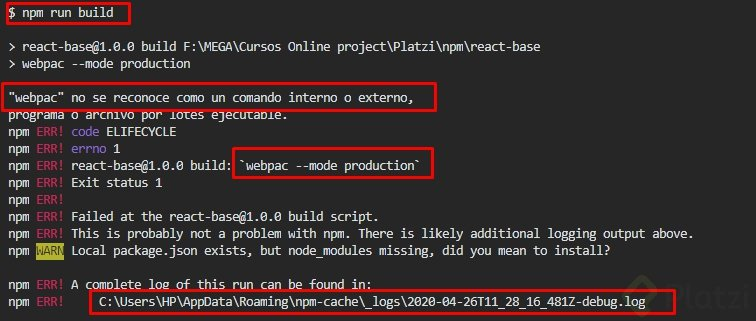 $ npm run build
> react-base@1.0.0 build F:\MEGA\Cursos Online project\Platzi\npm\react-base
> webpac --mode production
"webpac" no se reconoce como un comando interno o externo,
programa o archivo por lotes ejecutable.
npm ERR! code ELIFECYCLE
npm ERR! errno 1
npm ERR! react-base@1.0.0 build: `webpac --mode production`
npm ERR! Exit status 1
npm ERR!
npm ERR! Failed at the react-base@1.0.0 build script.
npm ERR! This is probably not a problem with npm. There is likely additional logging output above.
npm WARN Local package.json exists, but node_modules missing, did you mean to install?
npm ERR! A complete log of this run can be found in:
npm ERR!     C:\Users\HP\AppData\Roaming\npm-cache\_logs\2020-04-26T11_28_16_481Z-debug.log
Platzi